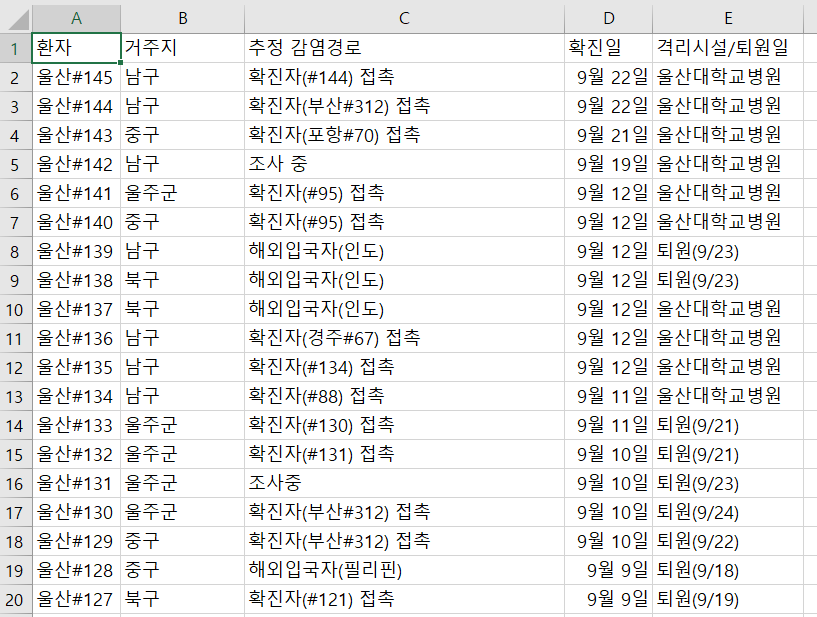 A B C D E
1 환자 거주지 추정 감염경로 확진일 격리시설/퇴원일
2 울산#145 남구 확진자(#144) 접촉 9월 22일 울산대학교병원
3 울산#144 남구 확진자(부산#312) 접촉 9월 22일 울산대학교병원
4 울산#143 중구 확진자(포항#70) 접촉 9월 21일 울산대학교병원
5 울산#142 남구 조사 중 9월 19일 울산대학교병원
6 울산#141 울주군 확진자(#95) 접촉 9월 12일 울산대학교병원
7 울산#140 중구 확진자(#95) 접촉 9월 12일 울산대학교병원
8 울산#139 남구 해외입국자(인도) 9월 12일 퇴원(9/23)
9 울산#138 북구 해외입국자(인도) 9월 12일 퇴원(9/23)
10 울산#137 북구 해외입국자(인도) 9월 12일 울산대학교병원
11 울산#136 남구 확진자(경주#67) 접촉 9월 12일 울산대학교병원
12 울산#135 남구 확진자(#134) 접촉 9월 12일 울산대학교병원
13 울산#134 남구 확진자(#88) 접촉 9월 11일 울산대학교병원
14 울산#133 울주군 확진자(#130) 접촉 9월 11일 퇴원(9/21)
15 울산#132 울주군 확진자(#131) 접촉 9월 10일 퇴원(9/21)
16 울산#131 울주군 조사중 9월 10일 퇴원(9/23)
17 울산#130 울주군 확진자(부산#312) 접촉 9월 10일 퇴원(9/24)
18 울산#129 중구 확진자(부산#312) 접촉 9월 10일 퇴원(9/22)
19 울산#128 중구 해외입국자(필리핀) 9월 9일 퇴원(9/18)
20 울산#127 북구 확진자(#121) 접촉 9월 9일 퇴원(9/19)